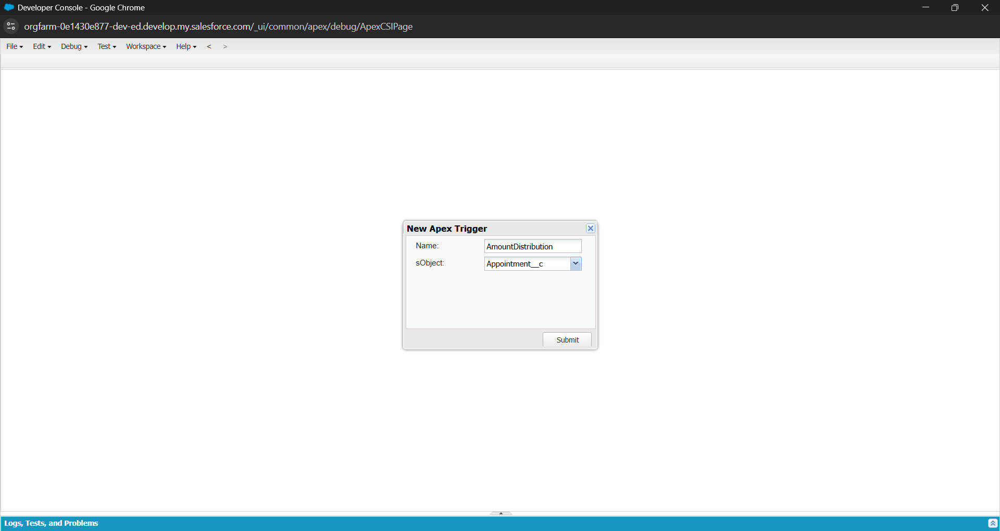 Developer Console - Google Chrome
orgfarm-0e1430e877-dev-ed.develop.my.salesforce.com/_ui/common/apex/debug/ApexCSIPage
File Edit Debug Test Workspace Help < >
New Apex Trigger
Name: AmountDistribution
sObject: Appointment__c
Submit
Logs, Tests, and Problems